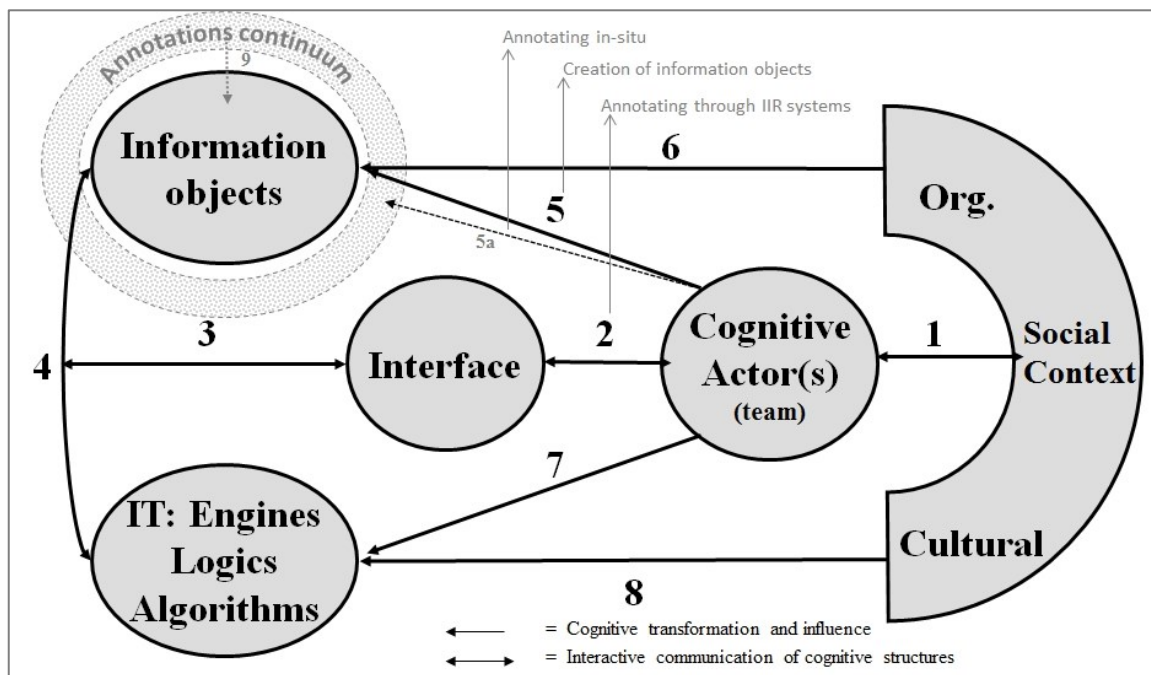 Annotations continuum
9
Annotating in-situ
Creation of information objects
Annotating through IIR systems
Information
objects
6
Org.
5
5a
4
3
Interface
2
Cognitive
Actor(s)
(team)
1
Social
Context
7
IT: Engines
Logics
Algorithms
8
Cultural
= Cognitive transformation and influence
= Interactive communication of cognitive structures